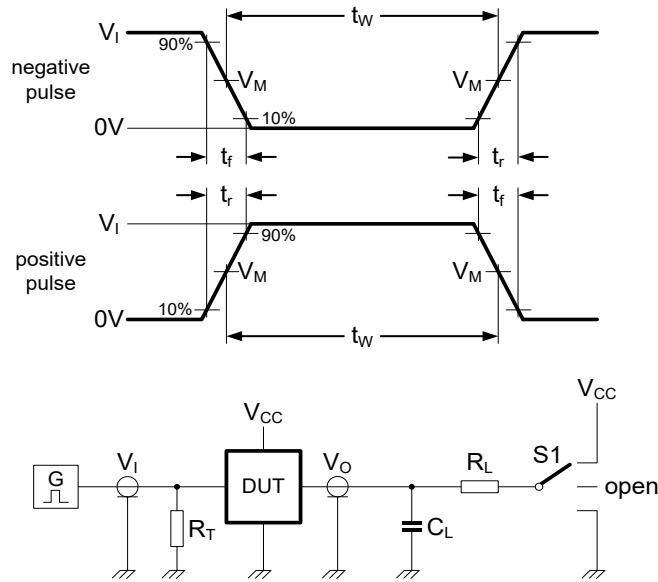 V_I
90%
t_W
negative
pulse
V_M
V_M
10%
0V
t_f
t_r
t_r
t_f
V_I
90%
positive
pulse
V_M
V_M
10%
0V
t_W
V_CC
V_CC
V_I
V_O
R_L
S1
G
DUT
open
R_T
C_L